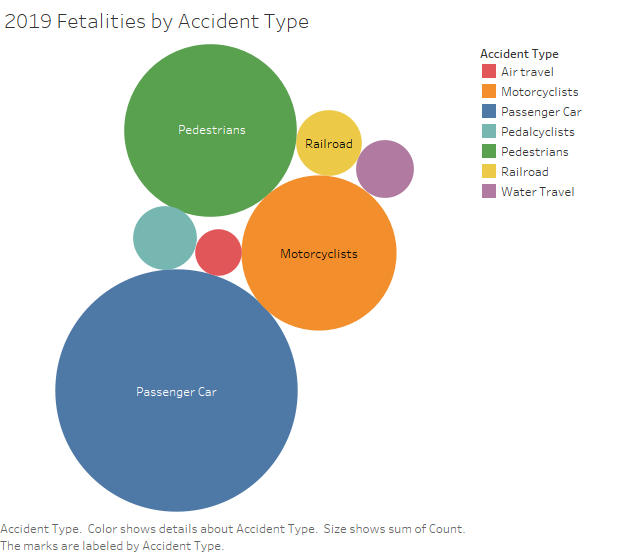 2019 Fetalities by Accident Type
Accident Type
Air travel
Motorcyclists
Passenger Car
Pedalcyclists
Pedestrians
Railroad
Water Travel
Pedestrians
Railroad
Motorcyclists
Passenger Car
Accident Type.  Color shows details about Accident Type.  Size shows sum of Count.
The marks are labeled by Accident Type.